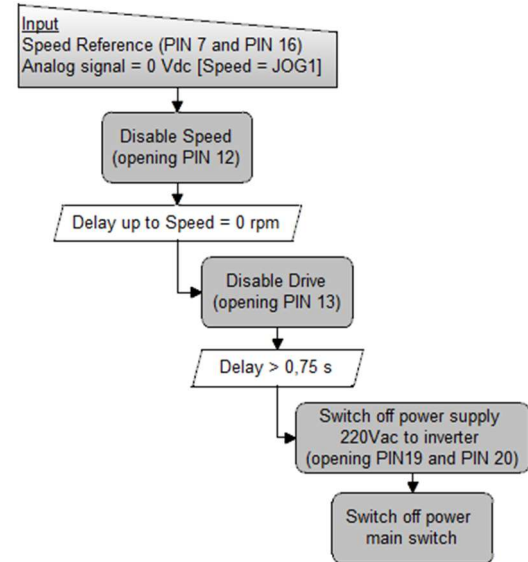 Input
Speed Reference (PIN 7 and PIN 16)
Analog signal = 0 Vdc [Speed = JOG1]
Disable Speed
(opening PIN 12)
Delay up to Speed = 0 rpm
Disable Drive
(opening PIN 13)
Delay > 0,75 s
Switch off power supply
220Vac to inverter
(opening PIN19 and PIN 20)
Switch off power
main switch